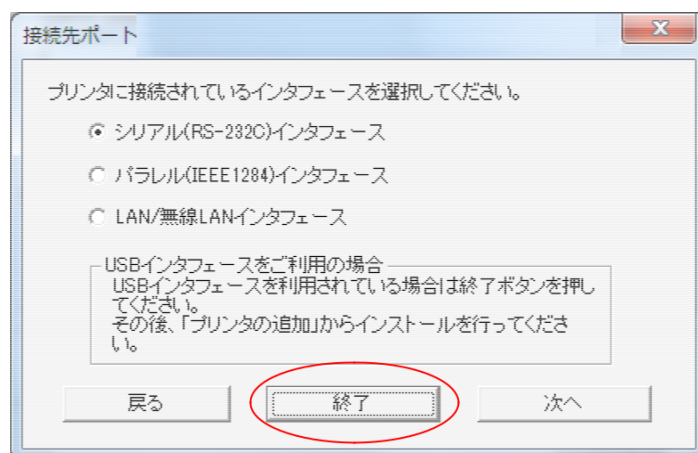 接続先ポート
プリンタに接続されているインタフェースを選択してください。
シリアル(RS-232C)インタフェース
パラレル(IEEE1284)インタフェース
LAN/無線LANインタフェース
USBインタフェースをご利用の場合
USBインタフェースを利用されている場合は終了ボタンを押し
てください。
その後、「プリンタの追加」からインストールを行ってくださ
い。
戻る
終了
次へ